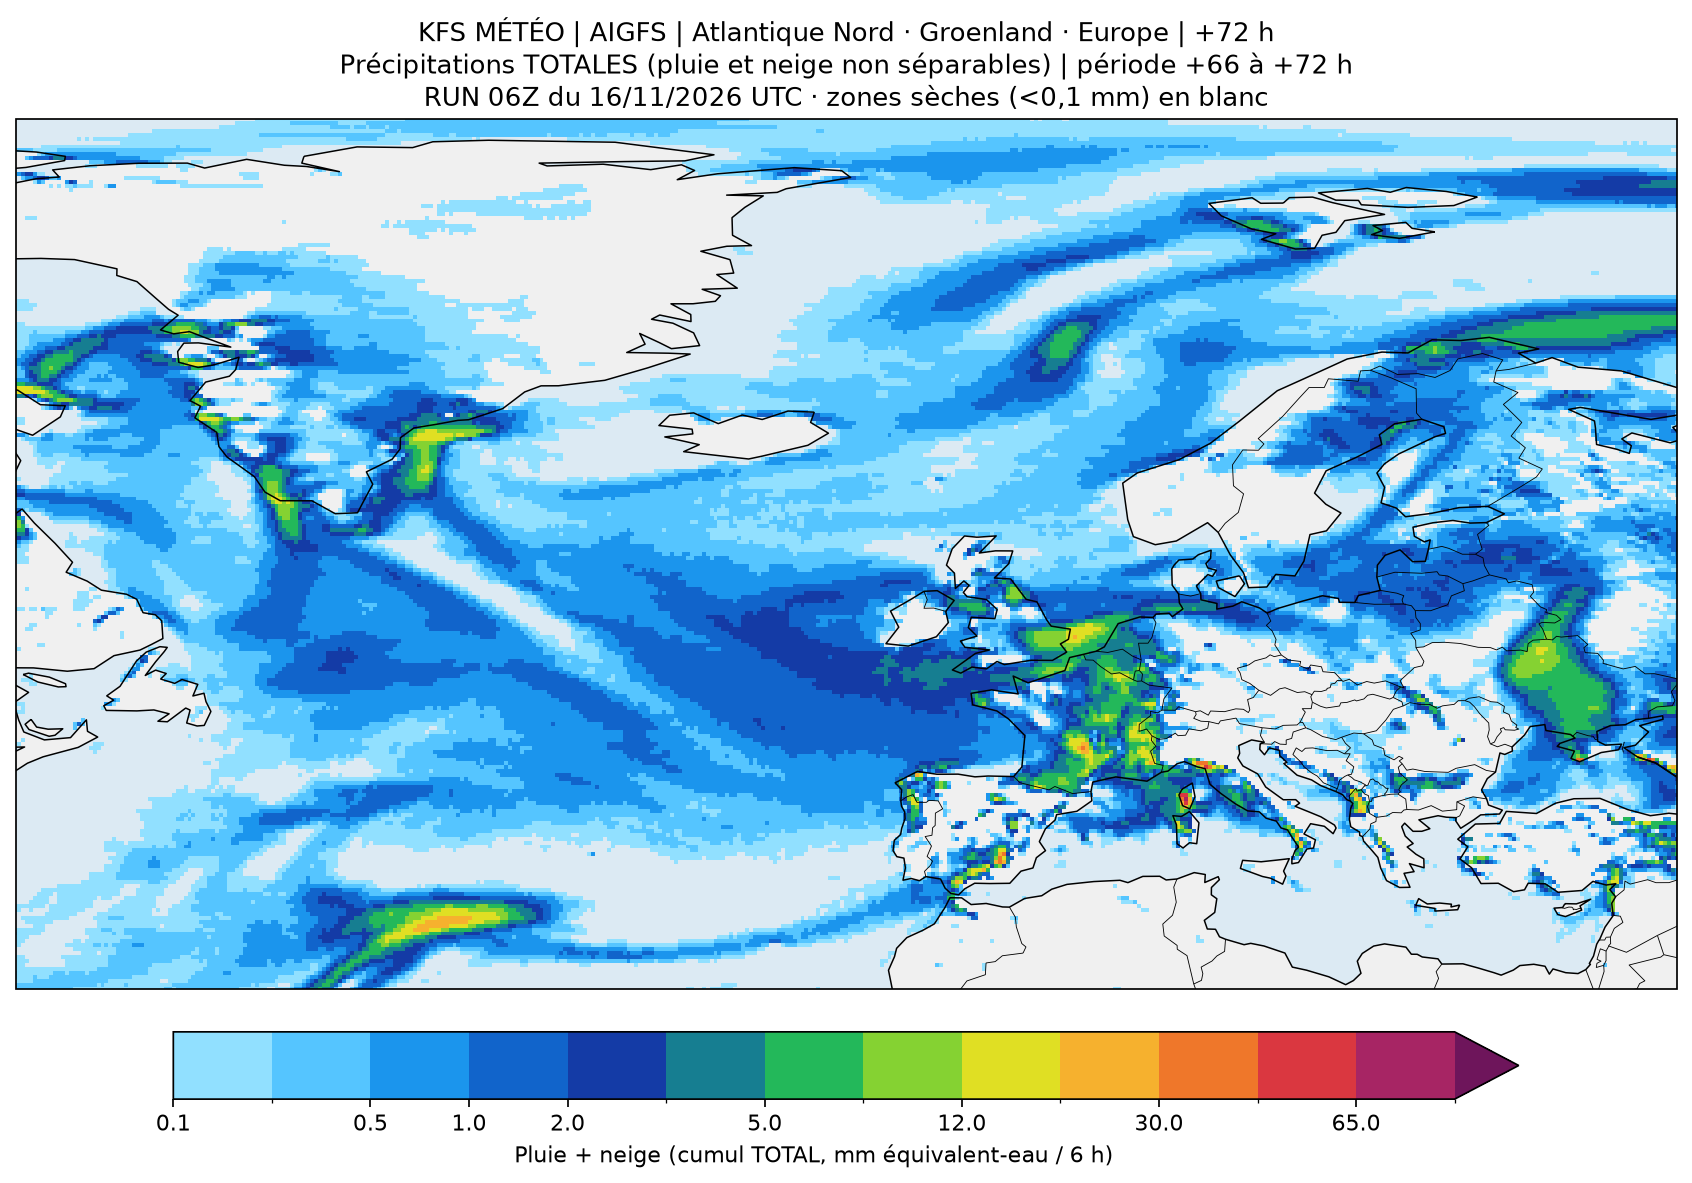 KFS MÉTÉO | AIGFS | Atlantique Nord · Groenland · Europe | +72 h
Précipitations TOTALES (pluie et neige non séparables) | période +66 à +72 h
RUN 06Z du 16/11/2026 UTC · zones sèches (<0,1 mm) en blanc
0.1 0.5 1.0 2.0 5.0 12.0 30.0 65.0
Pluie + neige (cumul TOTAL, mm équivalent-eau / 6 h)